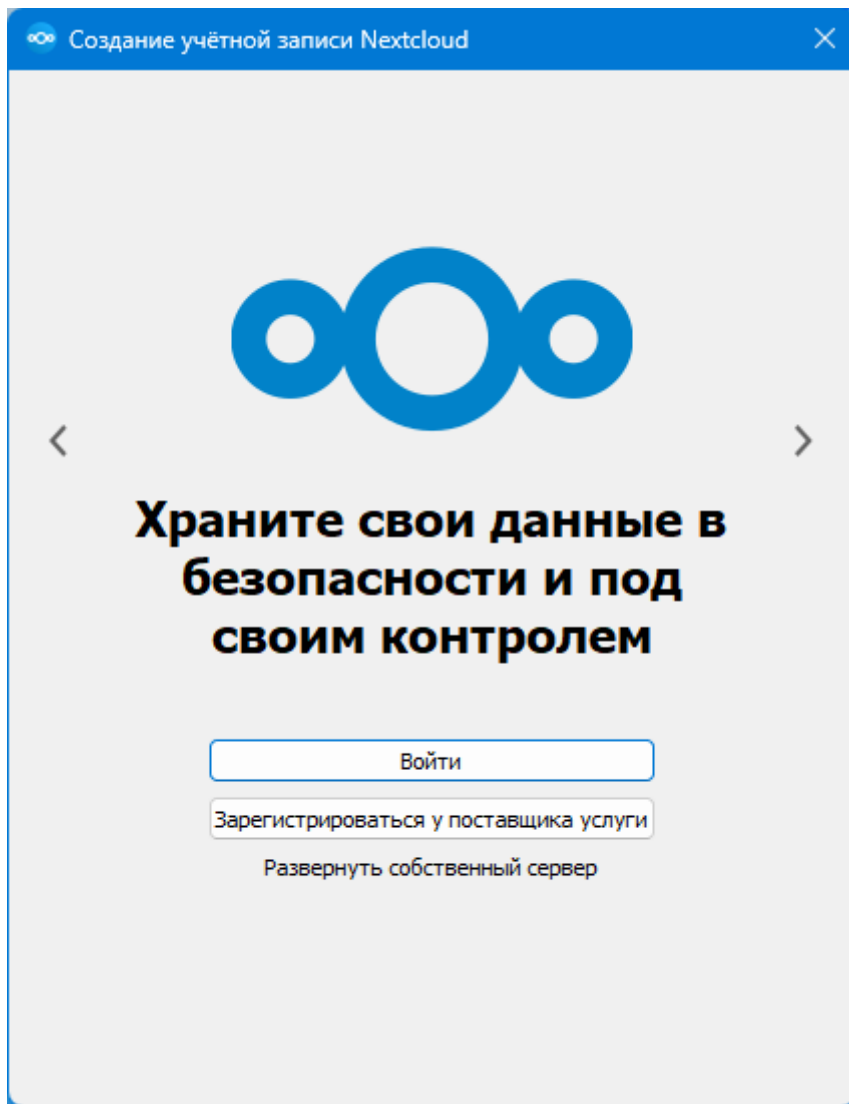 Создание учётной записи Nextcloud
Храните свои данные в
безопасности и под
своим контролем
Войти
Зарегистрироваться у поставщика услуги
Развернуть собственный сервер